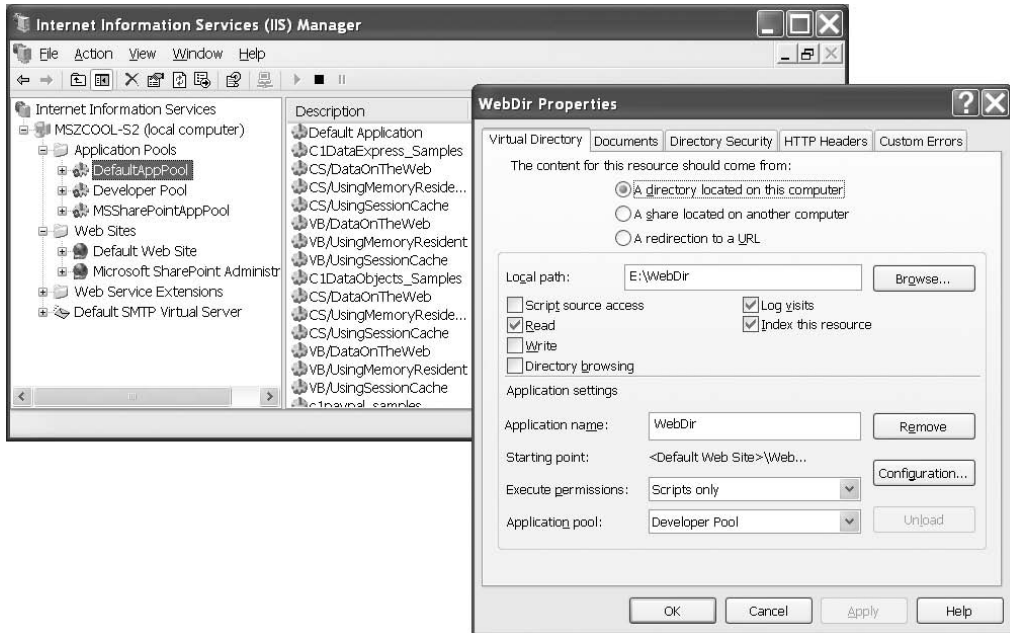 Internet Information Services (IIS) Manager
File Action View Window Help
Internet Information Services
MSZCOOL-S2 (local computer)
Application Pools
DefaultAppPool
Developer Pool
MSSharePointAppPool
Web Sites
Default Web Site
Microsoft SharePoint Administr
Web Service Extensions
Default SMTP Virtual Server
Description
Default Application
C1DataExpress_Samples
CS/DataOnTheWeb
CS/UsingMemoryReside...
CS/UsingSessionCache
VB/DataOnTheWeb
VB/UsingMemoryResident
VB/UsingSessionCache
C1DataObjects_Samples
CS/DataOnTheWeb
CS/UsingMemoryReside...
CS/UsingSessionCache
VB/DataOnTheWeb
VB/UsingMemoryResident
VB/UsingSessionCache
c1paypal_samples
WebDir Properties
Virtual Directory Documents Directory Security HTTP Headers Custom Errors
The content for this resource should come from:
A directory located on this computer
A share located on another computer
A redirection to a URL
Local path: E:\WebDir Browse...
Script source access Log visits
Read Index this resource
Write
Directory browsing
Application settings
Application name: WebDir Remove
Starting point: <Default Web Site>\Web...
Configuration...
Execute permissions: Scripts only
Application pool: Developer Pool Unload
OK Cancel Apply Help